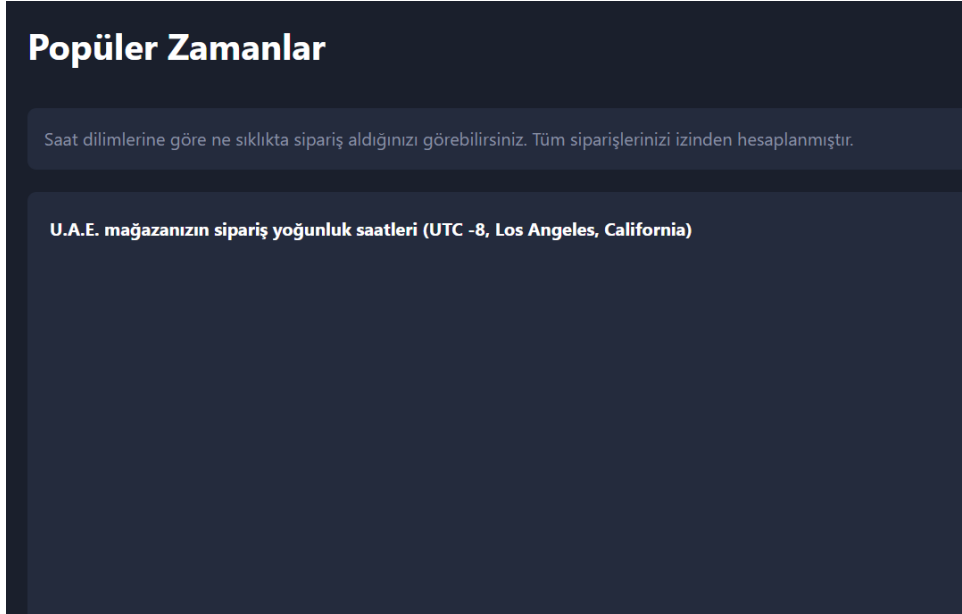 Popüler Zamanlar
Saat dilimlerine göre ne sıklıkta sipariş aldığınızı görebilirsiniz. Tüm siparişlerinizi izinden hesaplanmıştır.
U.A.E. mağazanızın sipariş yoğunluk saatleri (UTC -8, Los Angeles, California)